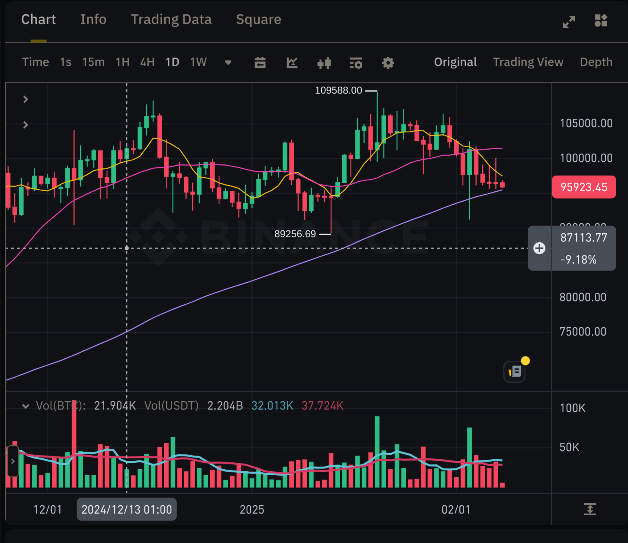 Chart Info Trading Data Square
Time 1s 15m 1H 4H 1D 1W Original Trading View Depth
109588.00
105000.00
100000.00
95923.45
89256.69
BINANCE
90000.00
87113.77
-9.18%
80000.00
75000.00
Vol(BTC): 21.904K Vol(USDT) 2.204B 32.013K 37.724K
100K
50K
12/01 2024/12/13 01:00 2025 02/01